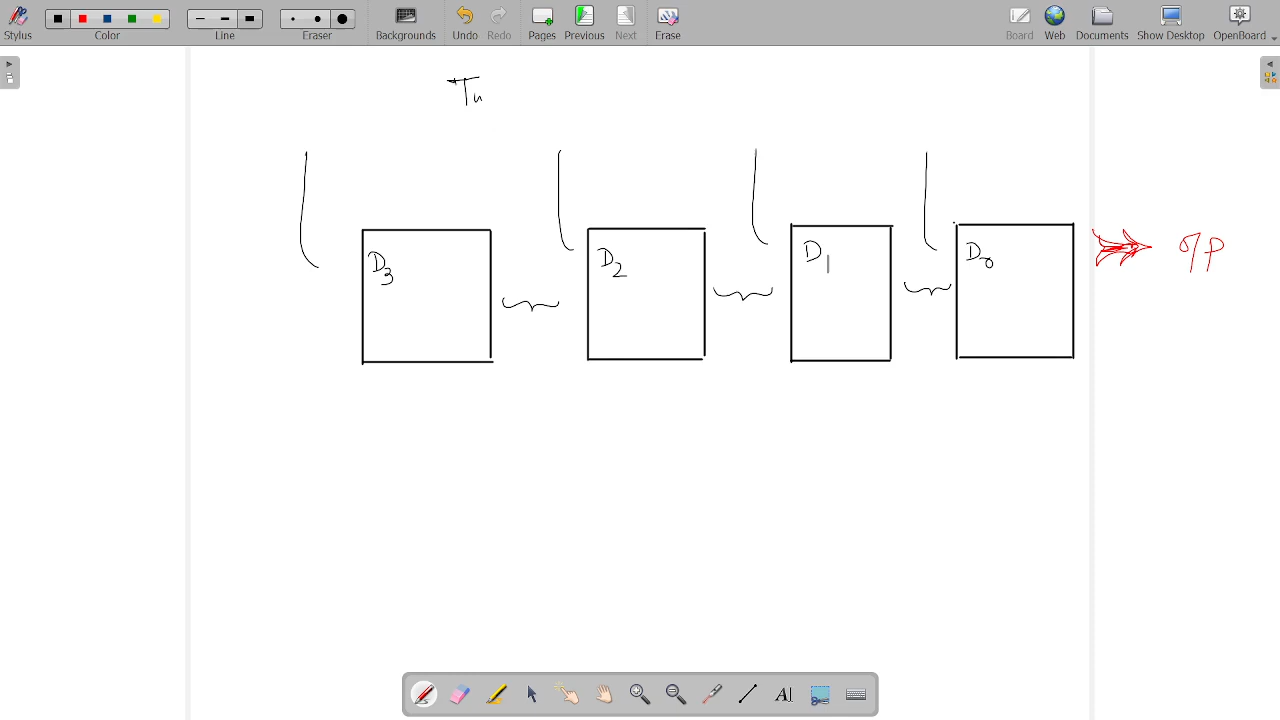 Stylus Color Line Eraser Backgrounds Undo Redo Pages Previous Next Erase Board Web Documents Show Desktop OpenBoard
D3 D2 D1 D0